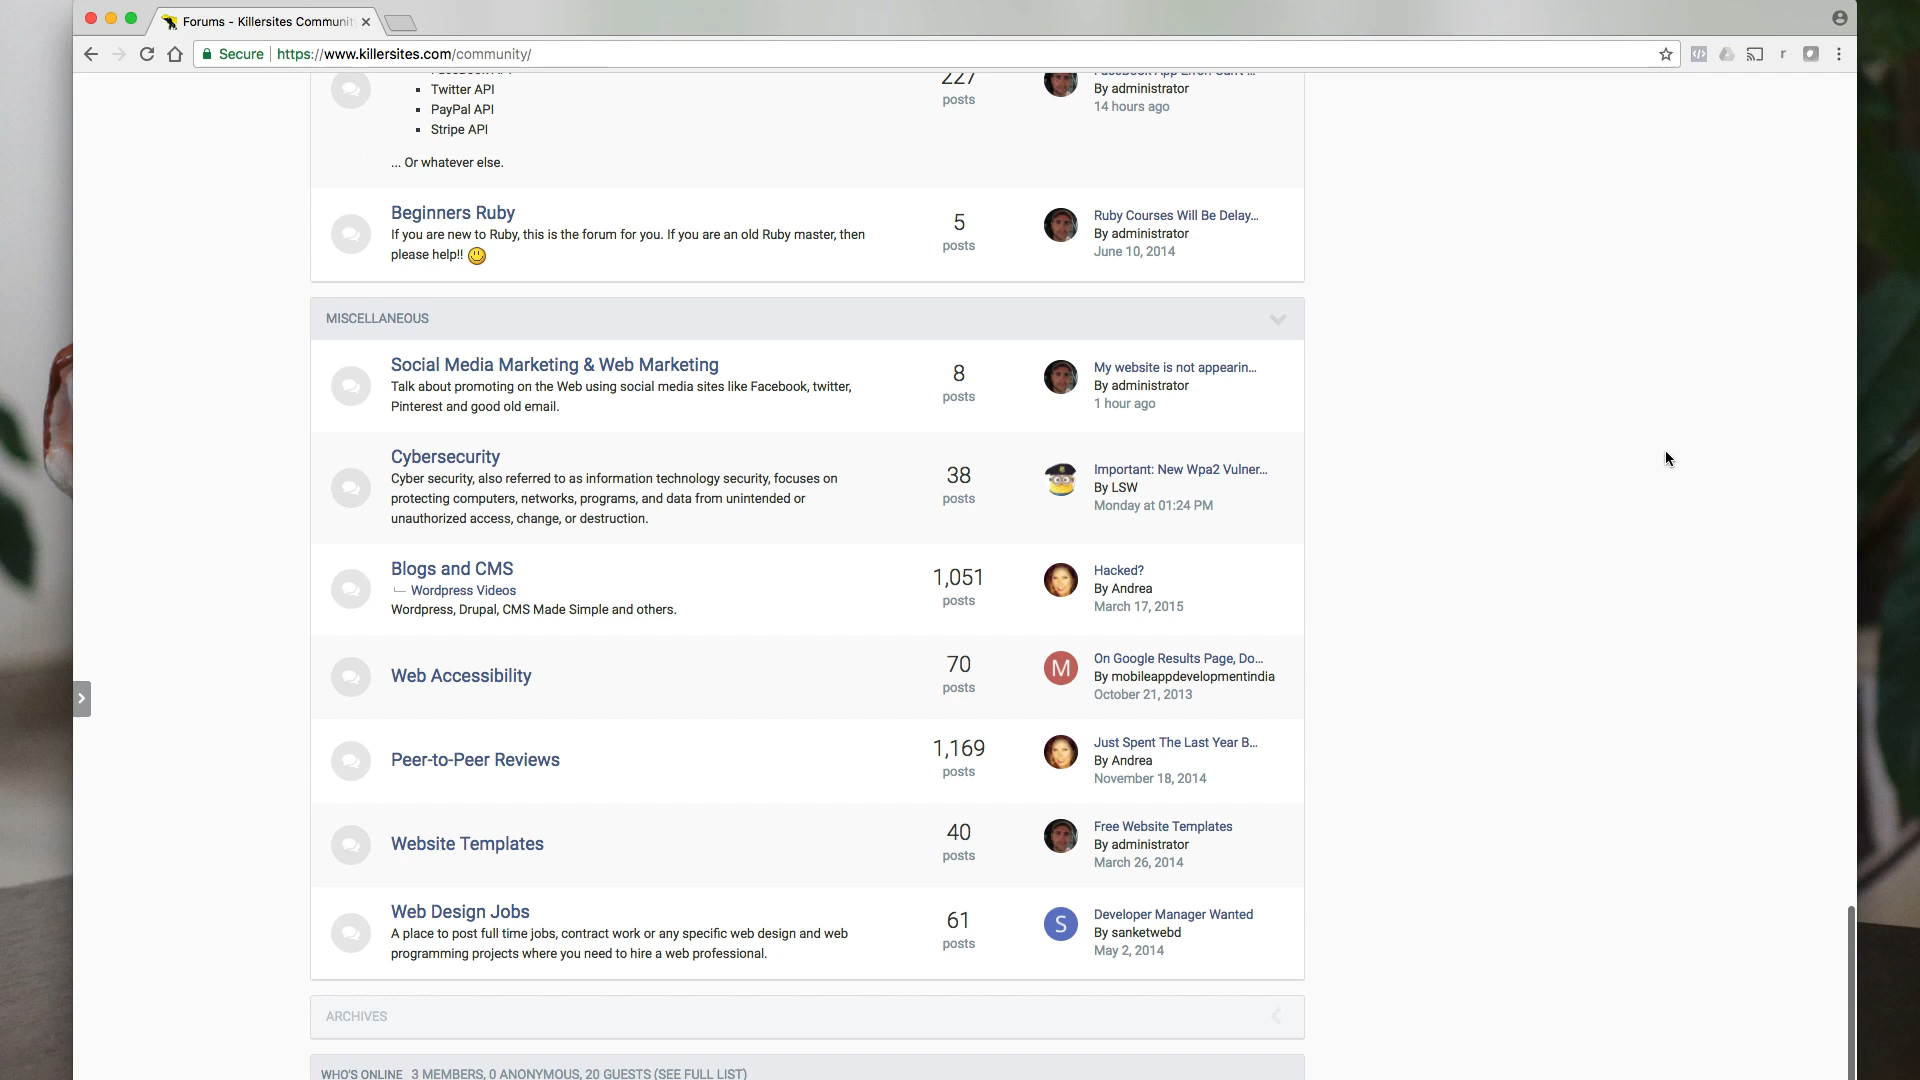 Forums - Killersites Communit
Secure https://www.killersites.com/community/
Twitter API
PayPal API
Stripe API
... Or whatever else.
227
posts
By administrator
14 hours ago
Beginners Ruby
If you are new to Ruby, this is the forum for you. If you are an old Ruby master, then
please help!!
5
posts
Ruby Courses Will Be Delay...
By administrator
June 10, 2014
MISCELLANEOUS
Social Media Marketing & Web Marketing
Talk about promoting on the Web using social media sites like Facebook, twitter,
Pinterest and good old email.
8
posts
My website is not appearin...
By administrator
1 hour ago
Cybersecurity
Cyber security, also referred to as information technology security, focuses on
protecting computers, networks, programs, and data from unintended or
unauthorized access, change, or destruction.
38
posts
Important: New Wpa2 Vulner...
By LSW
Monday at 01:24 PM
Blogs and CMS
Wordpress Videos
Wordpress, Drupal, CMS Made Simple and others.
1,051
posts
Hacked?
By Andrea
March 17, 2015
Web Accessibility
70
posts
M
On Google Results Page, Do...
By mobileappdevelopmentindia
October 21, 2013
Peer-to-Peer Reviews
1,169
posts
Just Spent The Last Year B...
By Andrea
November 18, 2014
Website Templates
40
posts
Free Website Templates
By administrator
March 26, 2014
Web Design Jobs
A place to post full time jobs, contract work or any specific web design and web
programming projects where you need to hire a web professional.
61
posts
S
Developer Manager Wanted
By sanketwebd
May 2, 2014
ARCHIVES
WHO'S ONLINE 3 MEMBERS, 0 ANONYMOUS, 20 GUESTS (SEE FULL LIST)